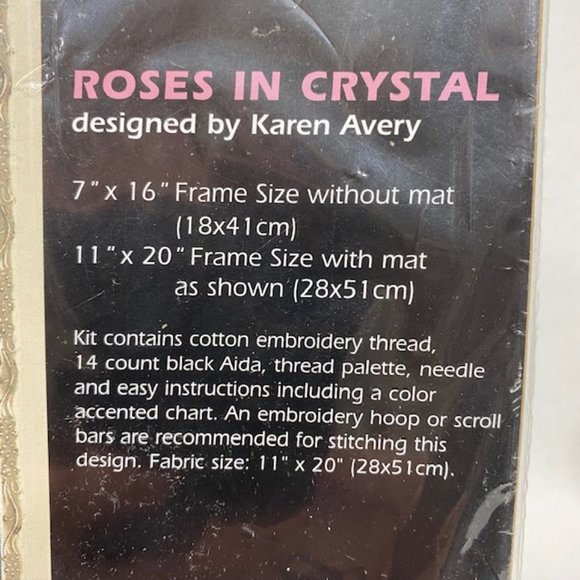 ROSES IN CRYSTAL
designed by Karen Avery
7" x 16" Frame Size without mat
(18x41cm)
11" x 20" Frame Size with mat
as shown (28x51cm)
Kit contains cotton embroidery thread,
14 count black Aida, thread palette, needle
and easy instructions including a color
accented chart. An embroidery hoop or scroll
bars are recommended for stitching this
design. Fabric size: 11" x 20" (28x51cm).